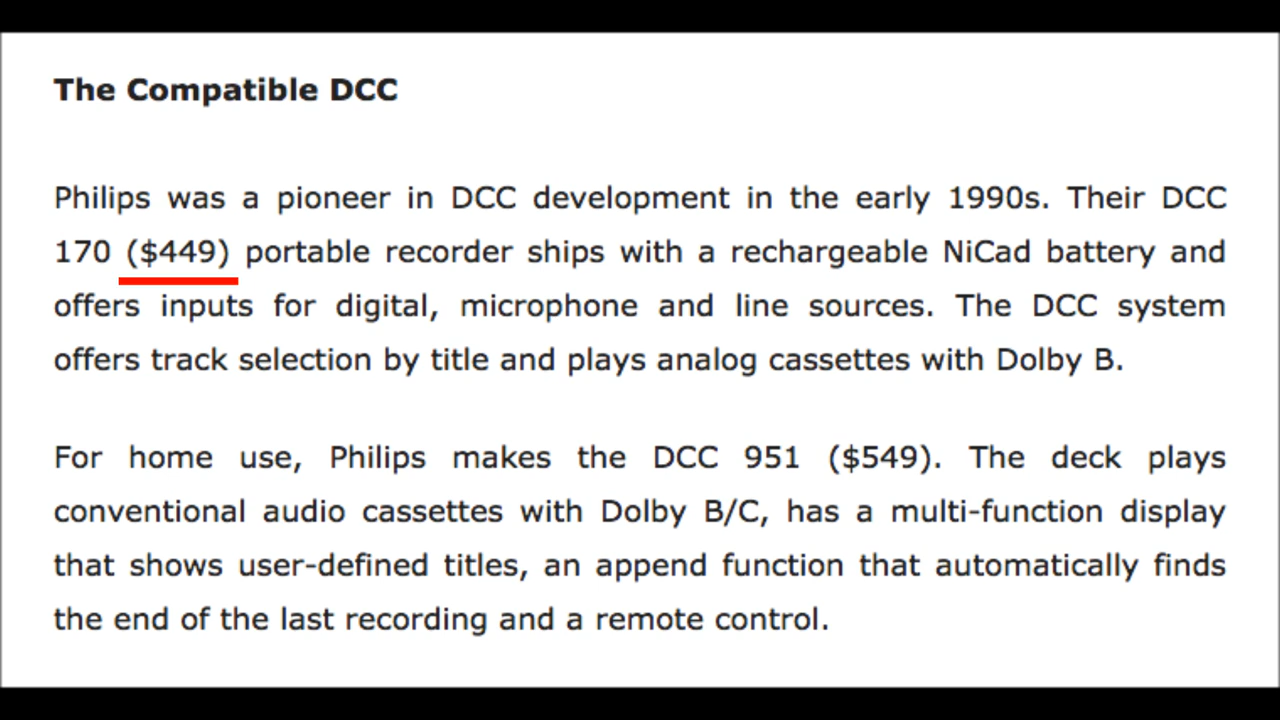 The Compatible DCC
Philips was a pioneer in DCC development in the early 1990s. Their DCC
170 ($449) portable recorder ships with a rechargeable NiCad battery and
offers inputs for digital, microphone and line sources. The DCC system
offers track selection by title and plays analog cassettes with Dolby B.
For home use, Philips makes the DCC 951 ($549). The deck plays
conventional audio cassettes with Dolby B/C, has a multi-function display
that shows user-defined titles, an append function that automatically finds
the end of the last recording and a remote control.